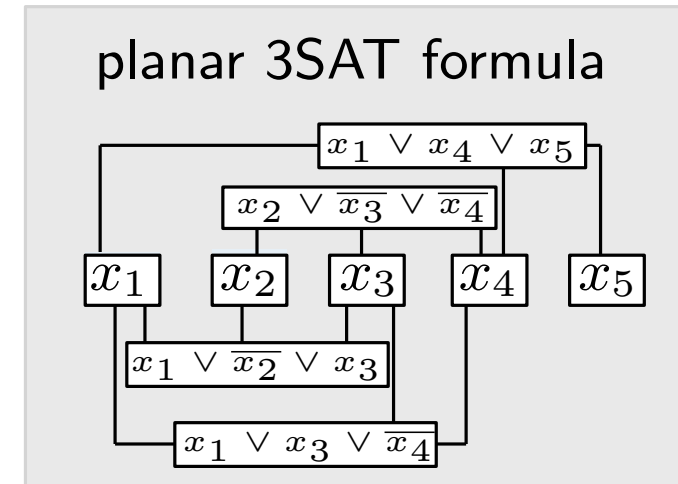 planar 3SAT formula
x₁ ∨ x₄ ∨ x₅
x₂ ∨ x̅₃ ∨ x̅₄
x₁ x₂ x₃ x₄ x₅
x₁ ∨ x̅₂ ∨ x₃
x₁ ∨ x₃ ∨ x̅₄